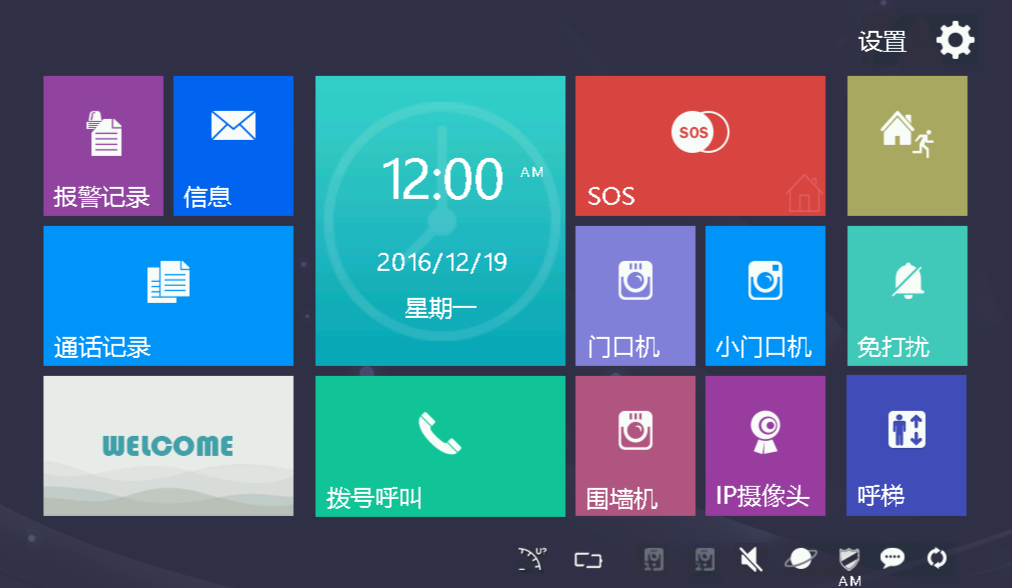 设置
报警记录
信息
12:00 AM
2016/12/19
星期一
SOS
SOS
通话记录
门口机
小门口机
免打扰
WELCOME
拨号呼叫
围墙机
IP摄像头
呼梯
AM